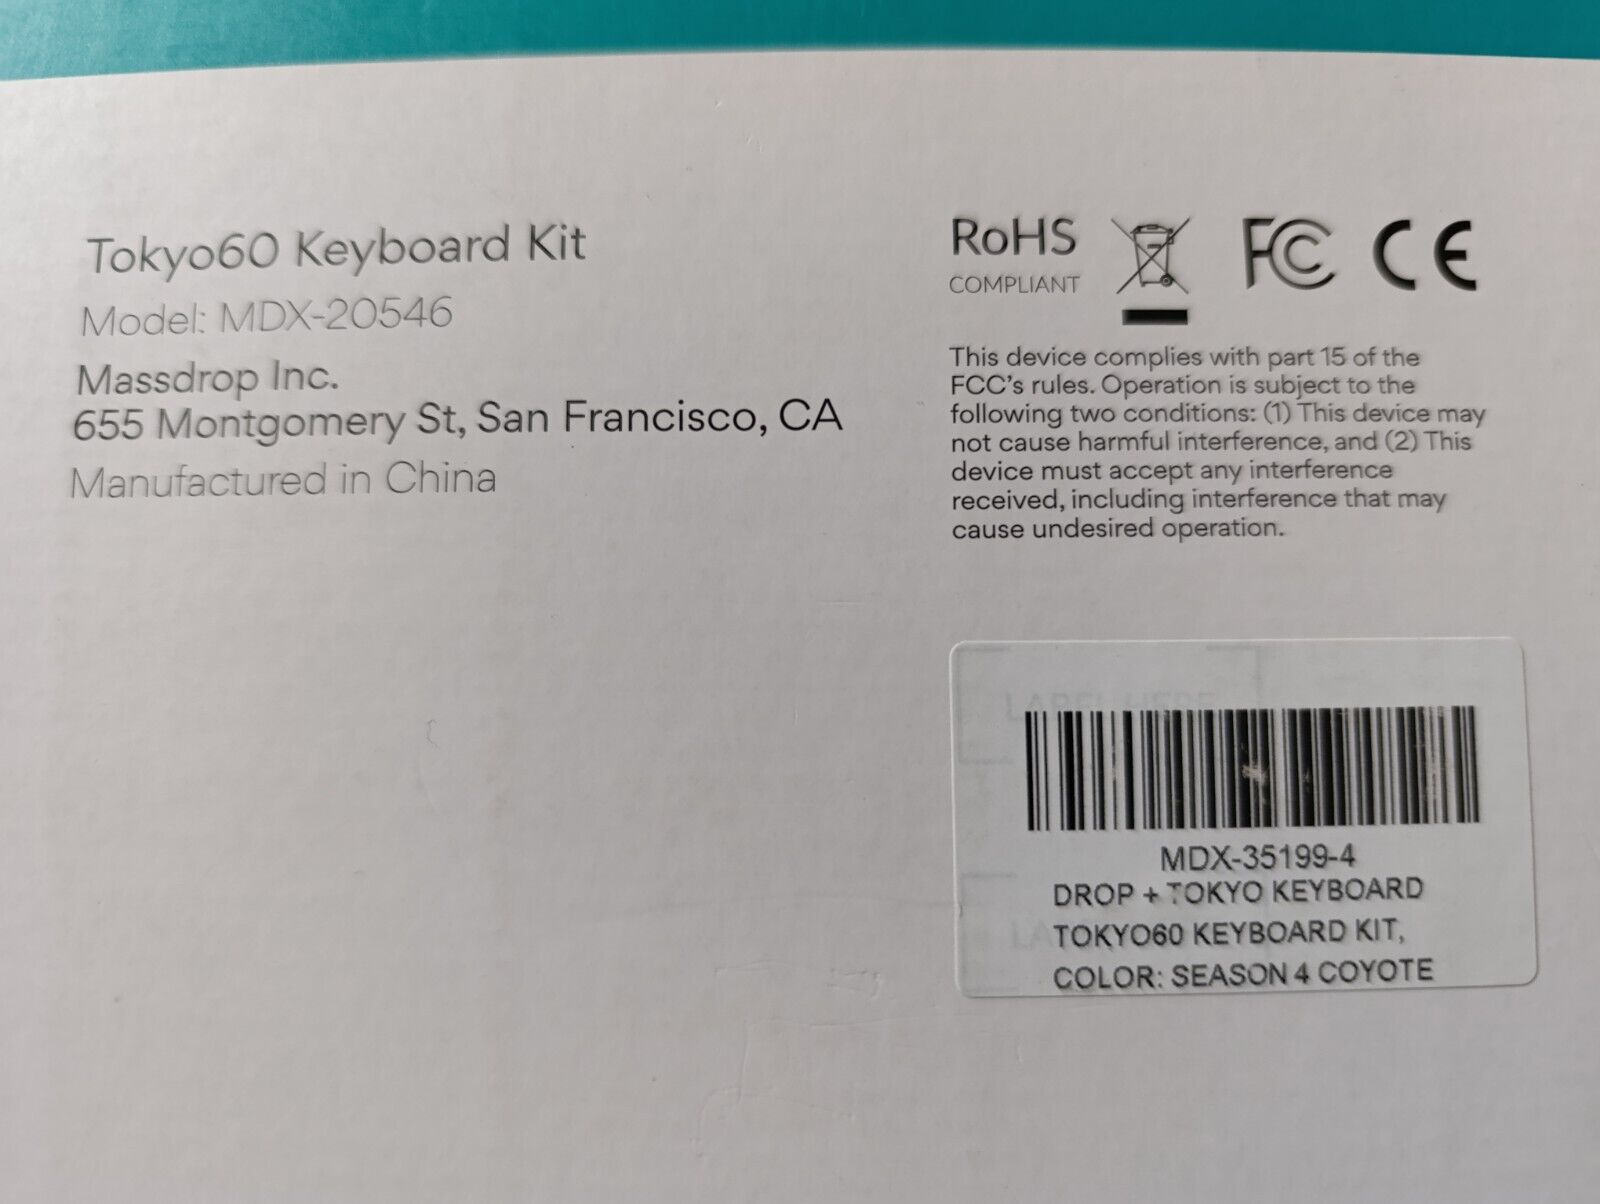 Tokyo60 Keyboard Kit
Model: MDX-20546
Massdrop Inc.
655 Montgomery St, San Francisco, CA
Manufactured in China
RoHS
COMPLIANT
FC CE
This device complies with part 15 of the
FCC's rules. Operation is subject to the
following two conditions: (1) This device may
not cause harmful interference, and (2) This
device must accept any interference
received, including interference that may
cause undesired operation.
LABEL HERE
MDX-35199-4
DROP + TOKYO KEYBOARD
TOKYO60 KEYBOARD KIT,
COLOR: SEASON 4 COYOTE